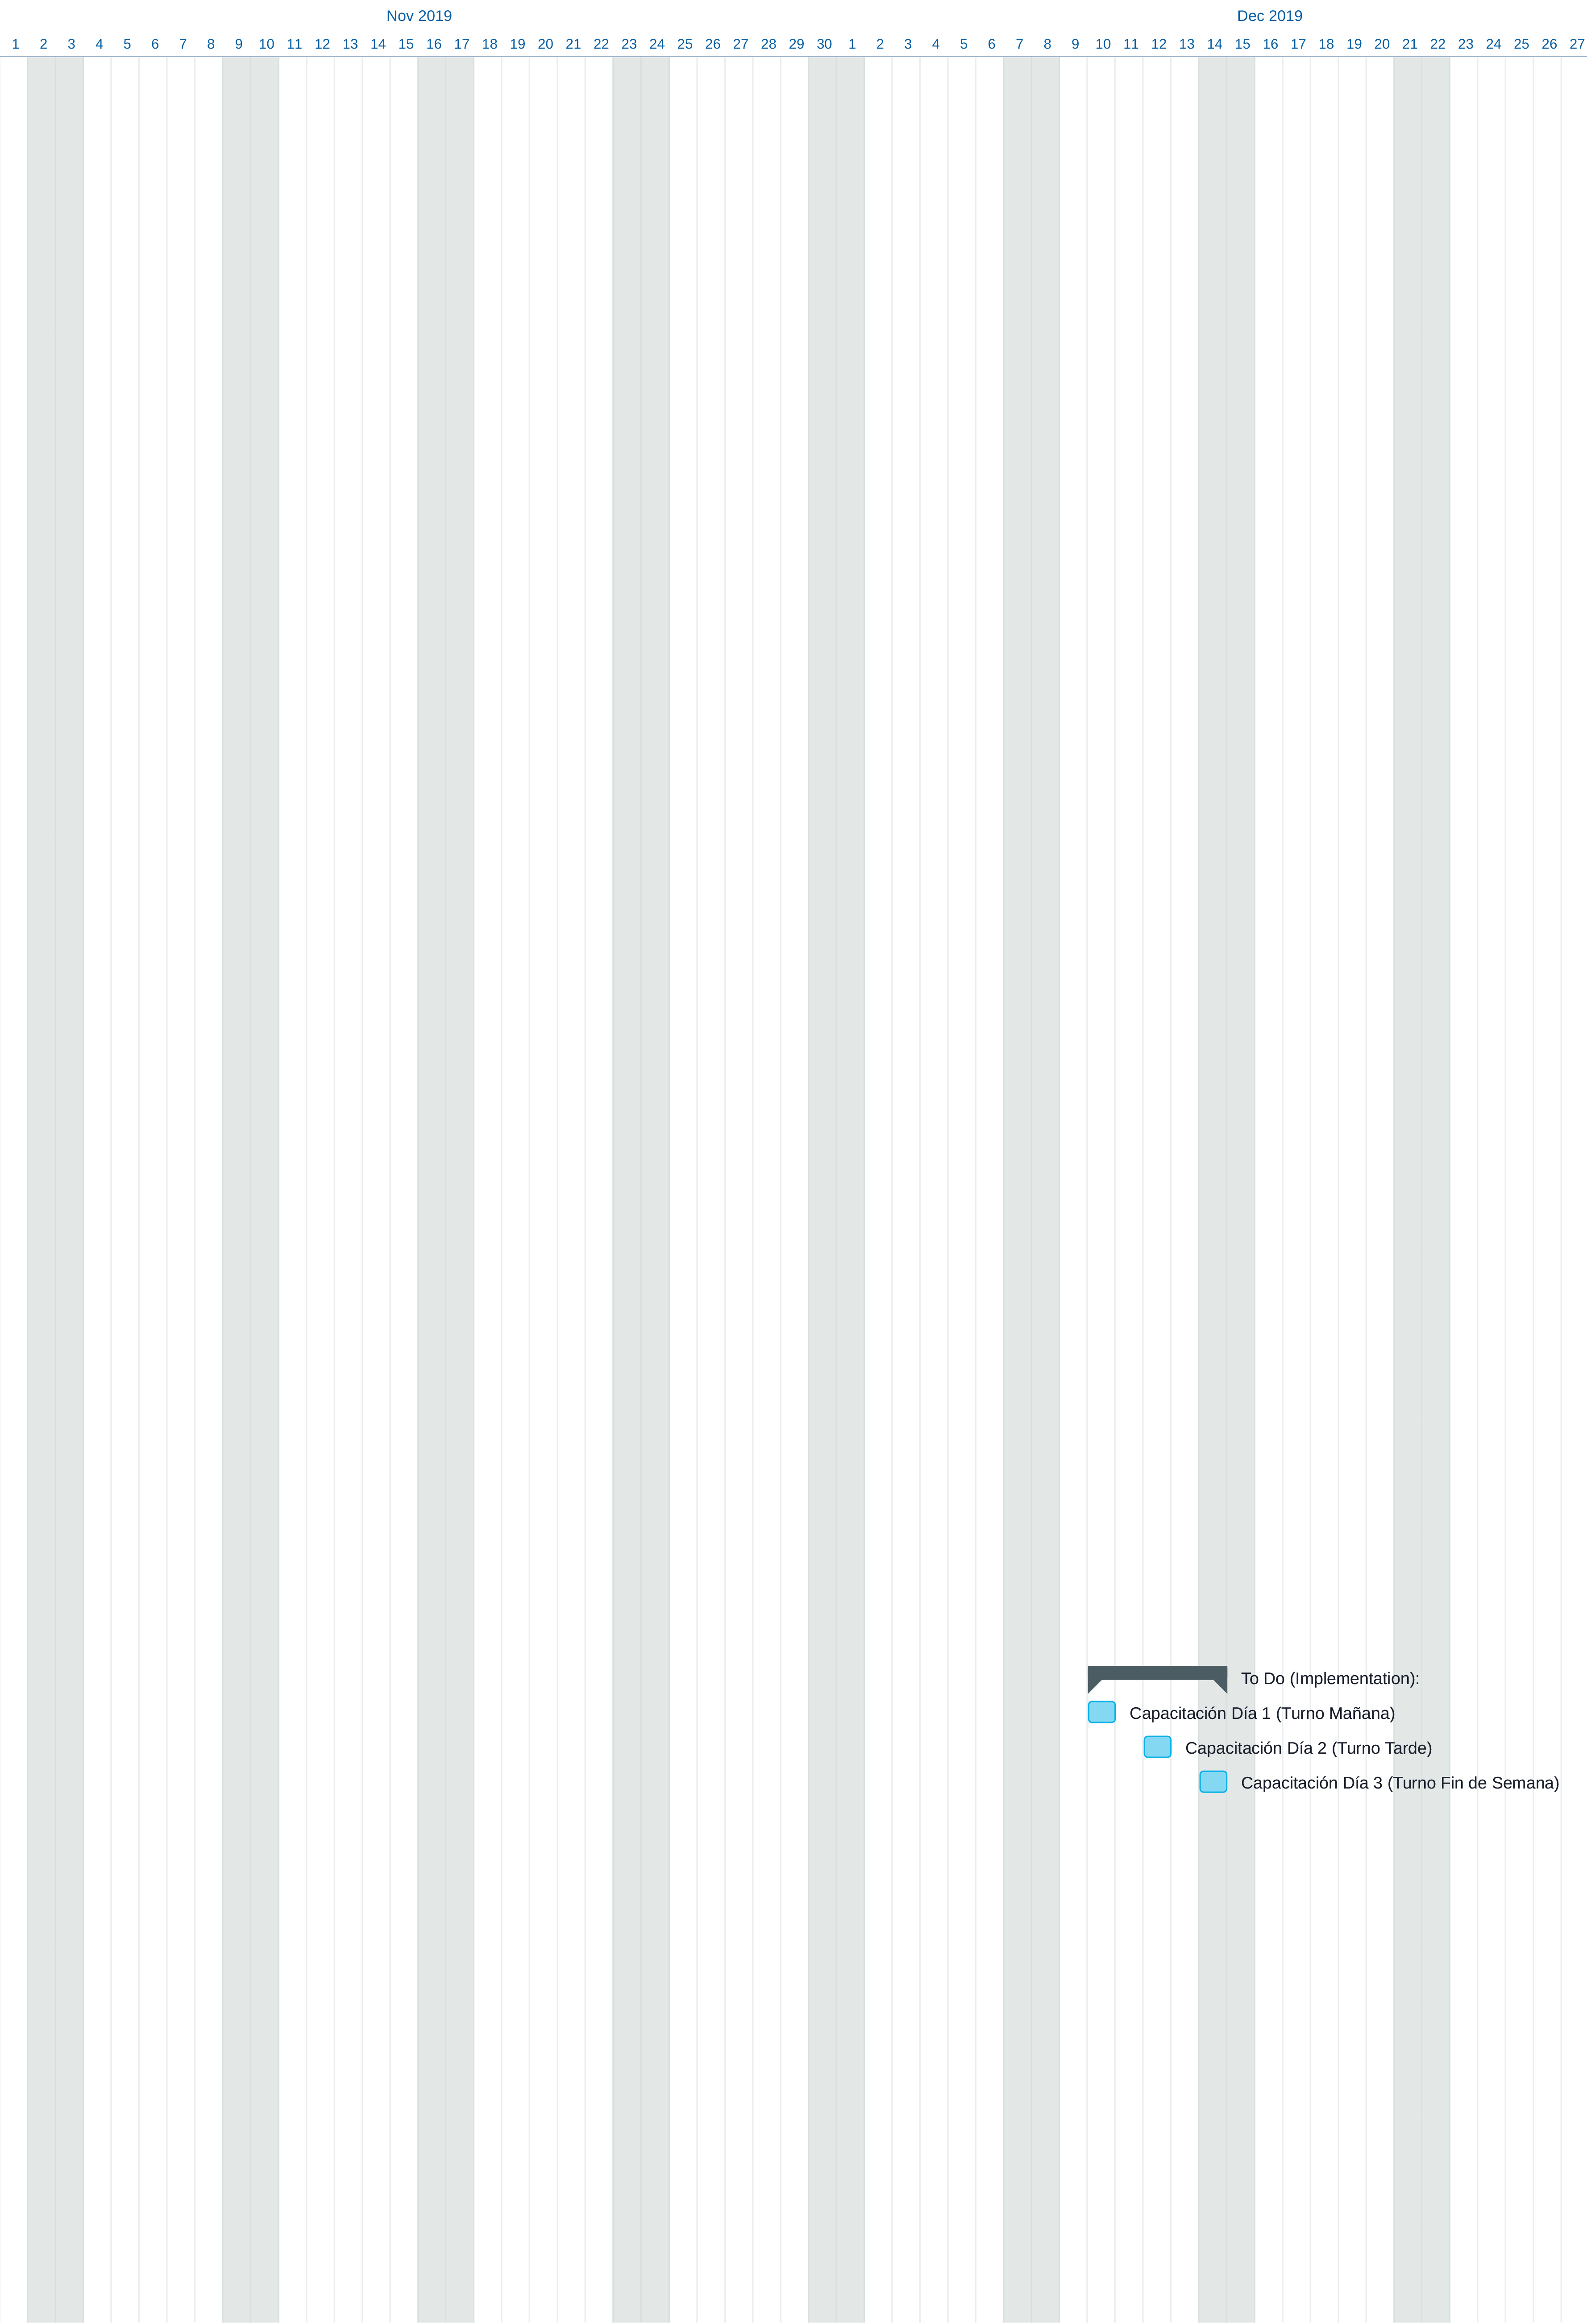 Nov 2019 Dec 2019
1 2 3 4 5 6 7 8 9 10 11 12 13 14 15 16 17 18 19 20 21 22 23 24 25 26 27 28 29 30 1 2 3 4 5 6 7 8 9 10 11 12 13 14 15 16 17 18 19 20 21 22 23 24 25 26 27
To Do (Implementation):
Capacitación Día 1 (Turno Mañana)
Capacitación Día 2 (Turno Tarde)
Capacitación Día 3 (Turno Fin de Semana)